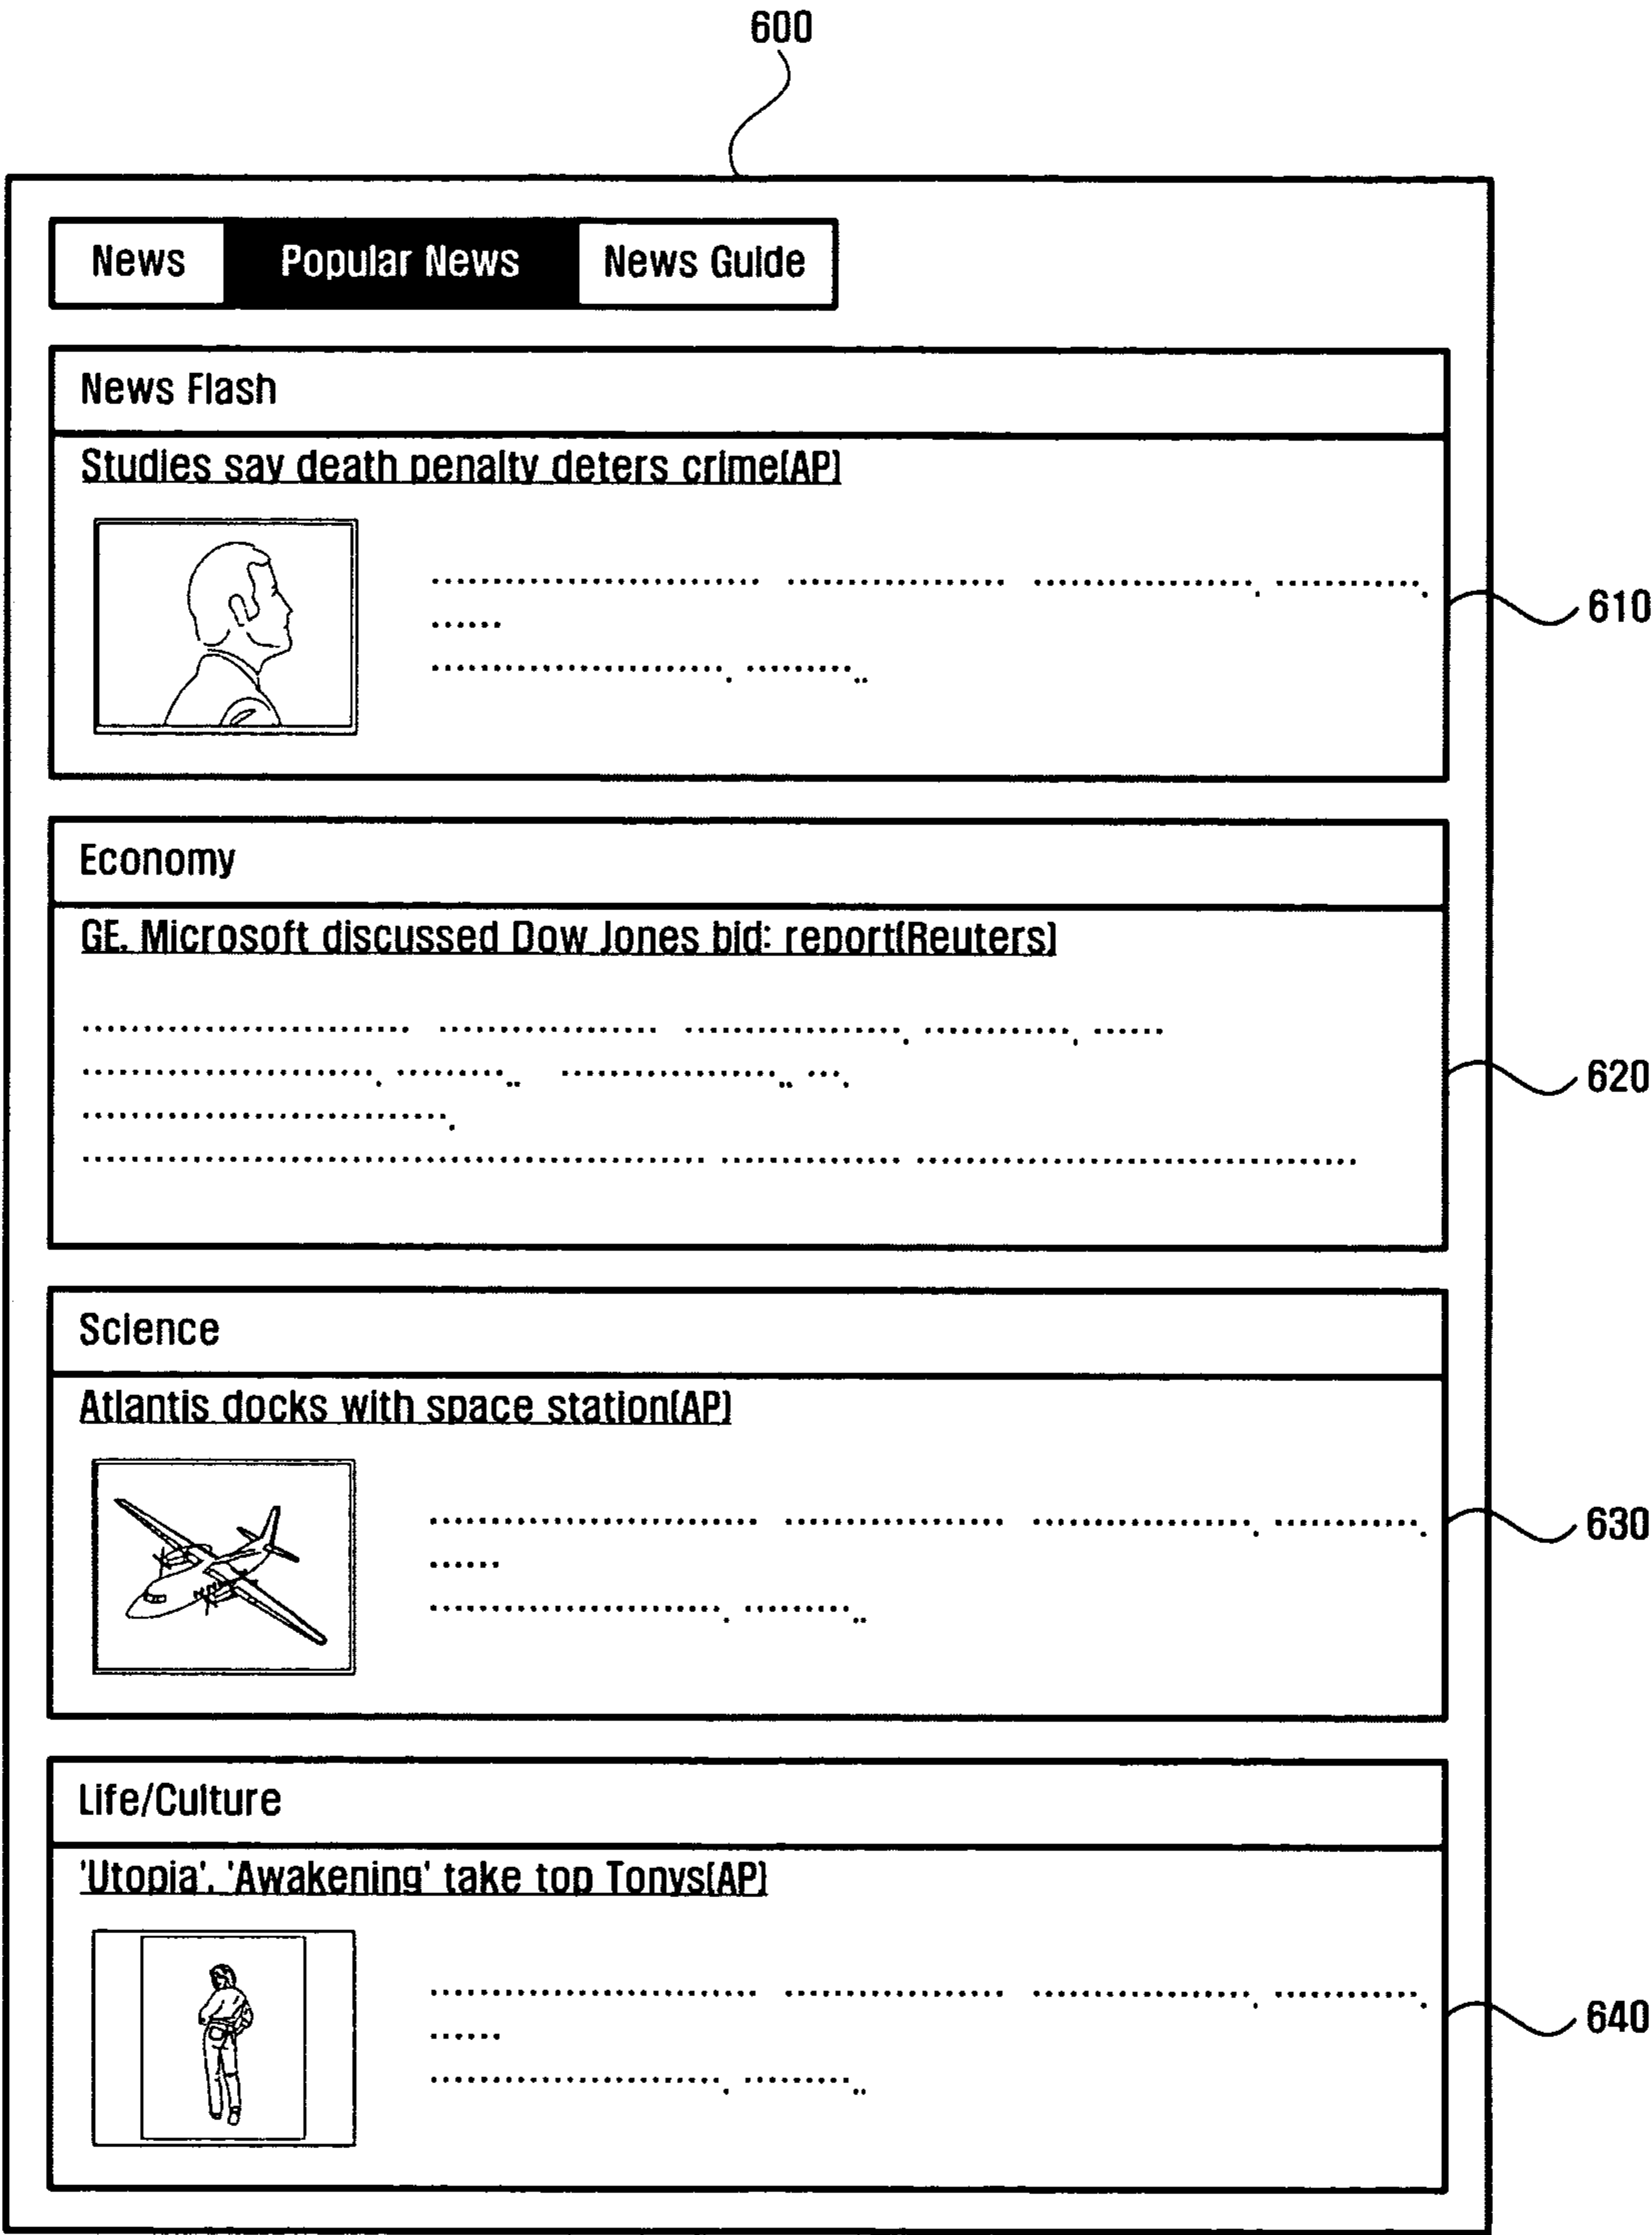 600
News Popular News News Guide
News Flash
Studies say death penalty deters crime(AP)
610
Economy
GE, Microsoft discussed Dow Jones bid: report(Reuters)
620
Science
Atlantis docks with space station(AP)
630
Life/Culture
'Utopia', 'Awakening' take top Tonys(AP)
640